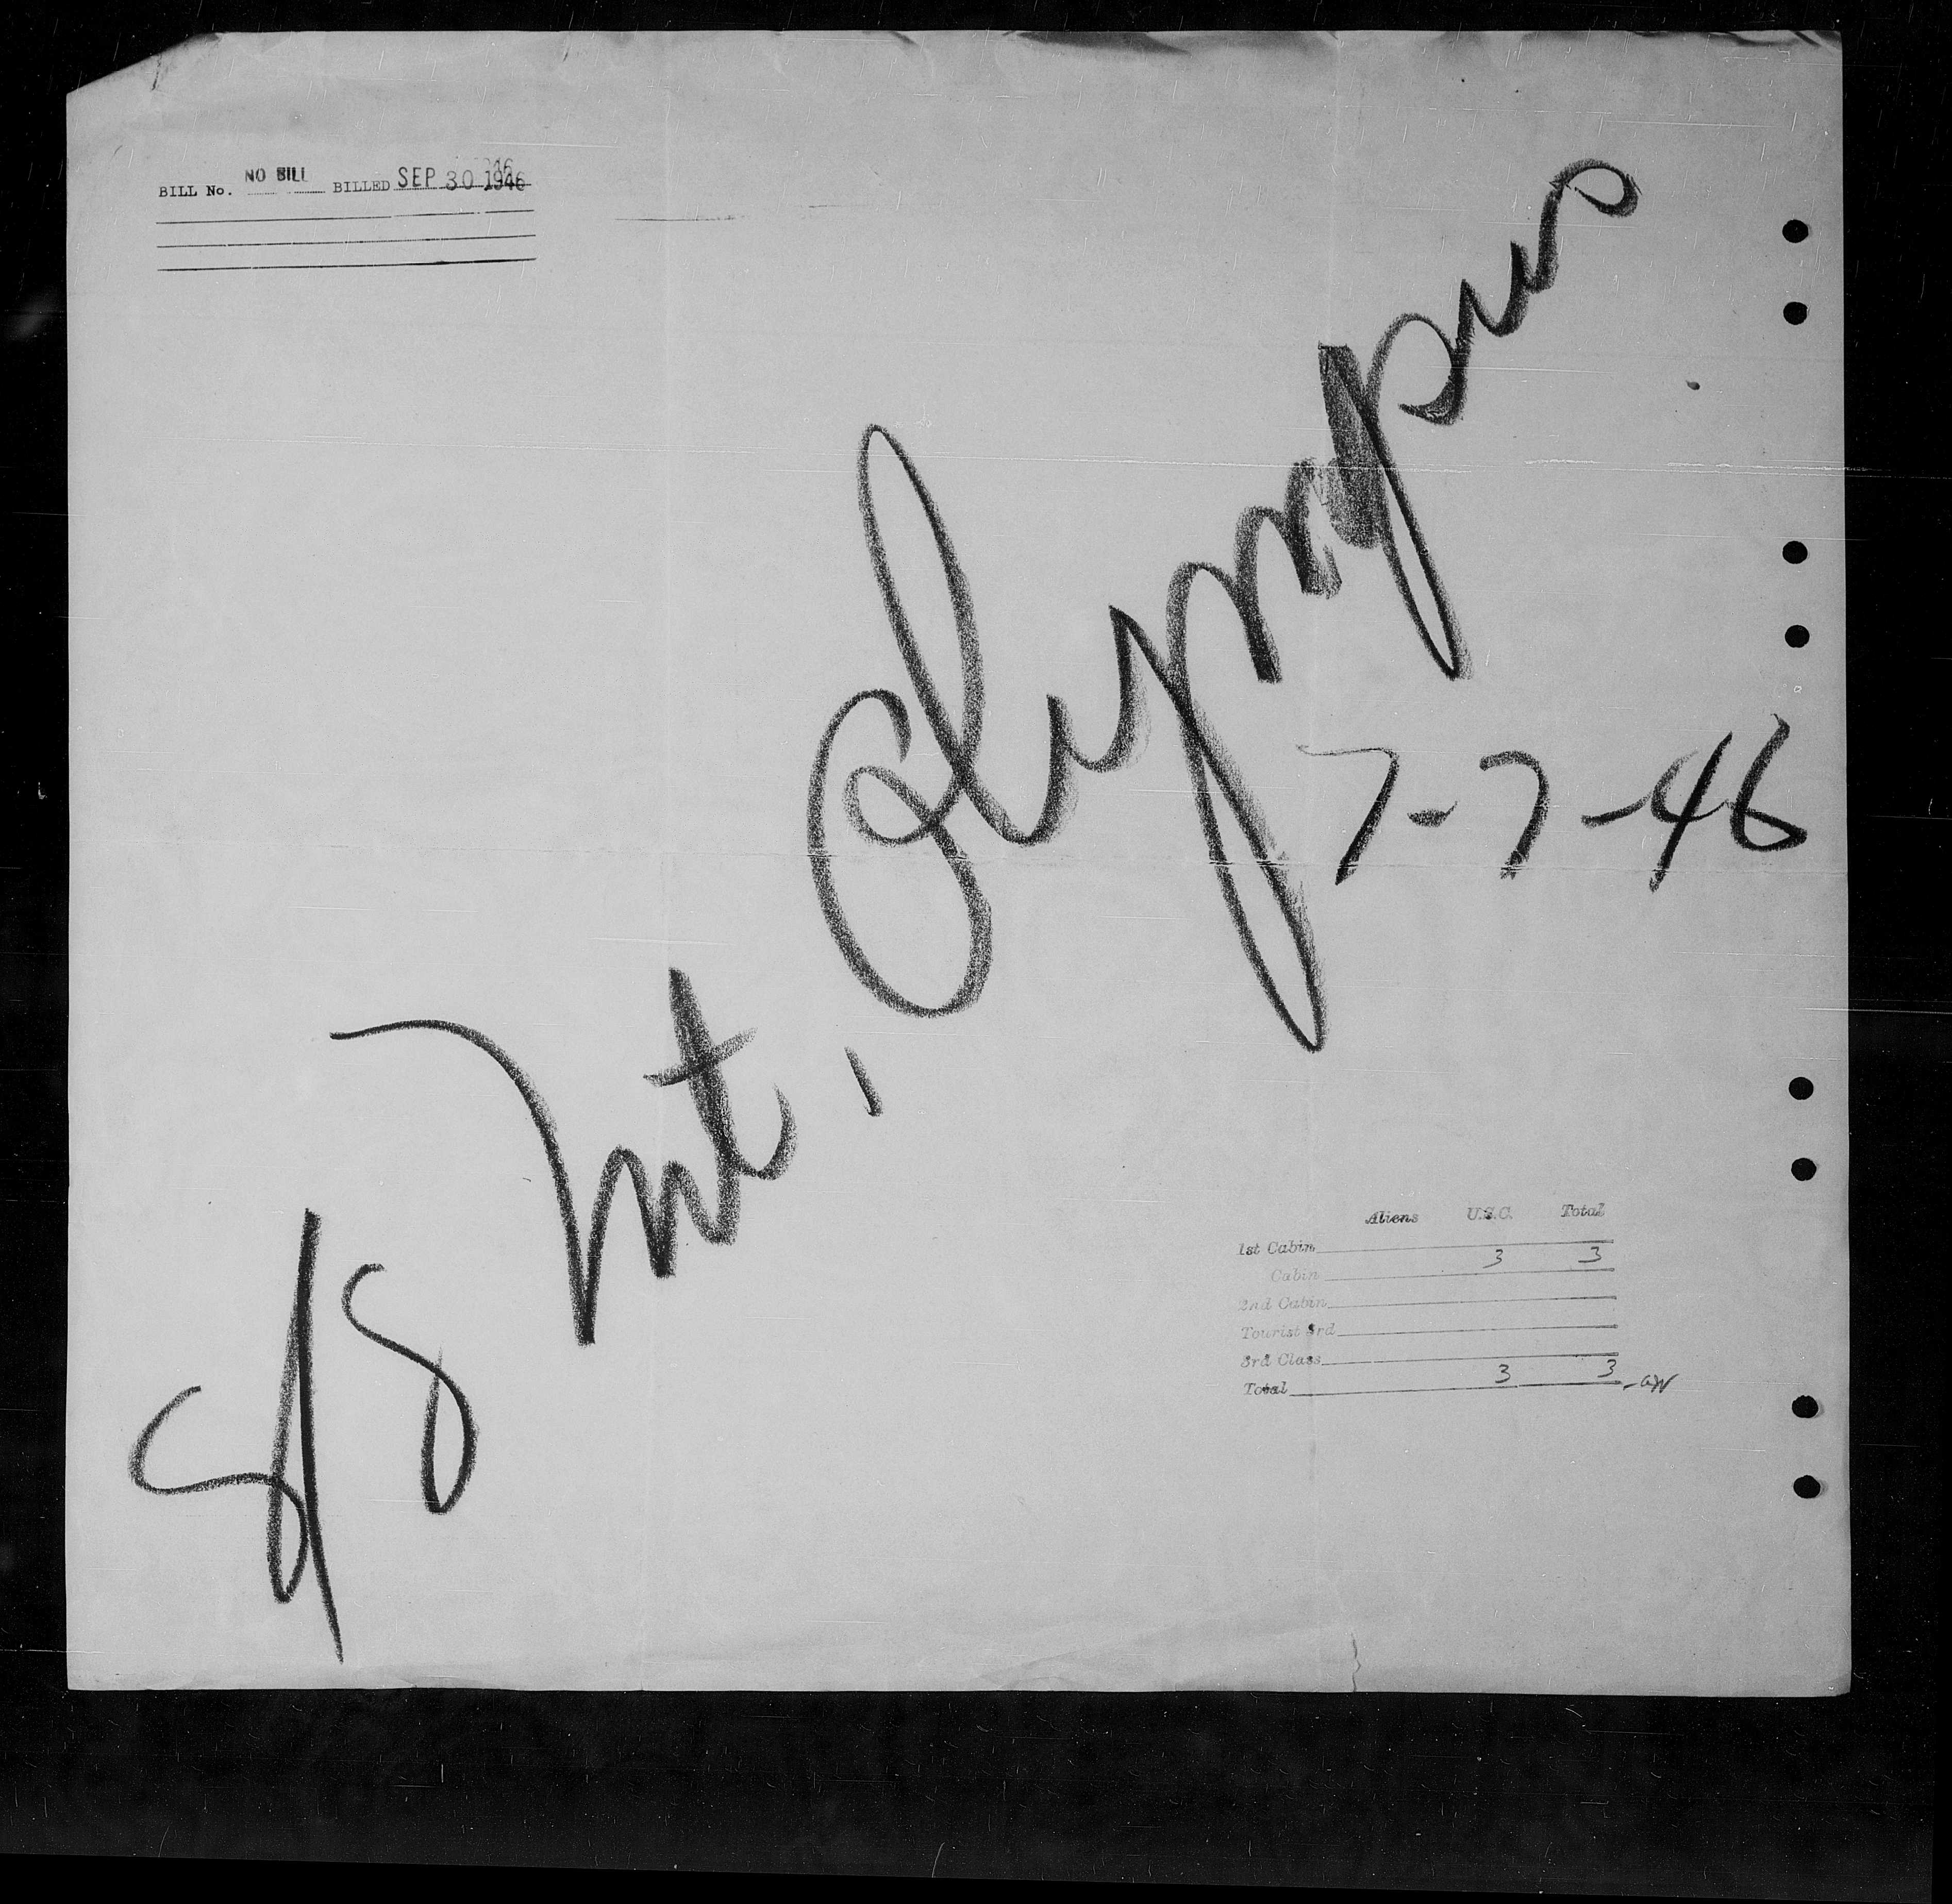 BILL No. NO BILL BILLED SEP 30 1946
S/S Mt. Olympus
7-7-46
Aliens U.S.C. Total
1st Cabin 3 3
Cabin
2nd Cabin
Tourist 3rd
3rd Class
Total 3 3